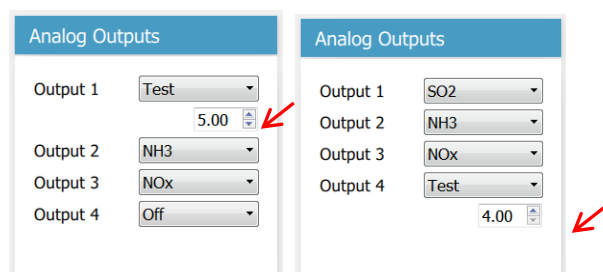 Analog Outputs
Output 1 Test
5.00
Output 2 NH3
Output 3 NOx
Output 4 Off
Analog Outputs
Output 1 SO2
Output 2 NH3
Output 3 NOx
Output 4 Test
4.00